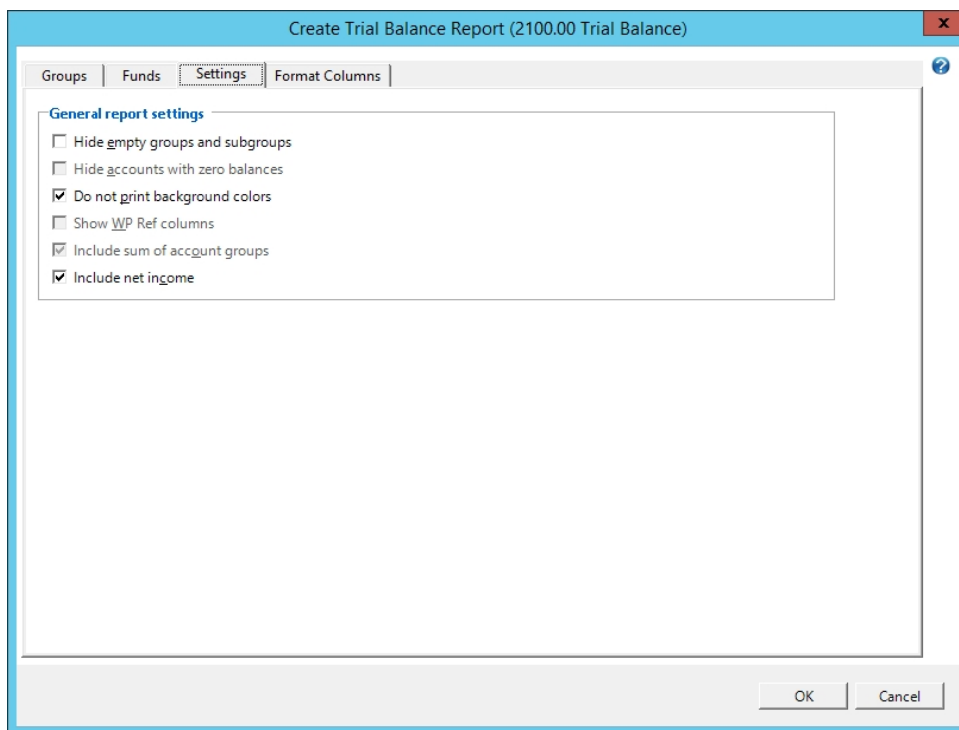 Create Trial Balance Report (2100.00 Trial Balance)
x
?
Groups Funds Settings Format Columns
General report settings
Hide empty groups and subgroups
Hide accounts with zero balances
Do not print background colors
Show WP Ref columns
Include sum of account groups
Include net income
OK Cancel